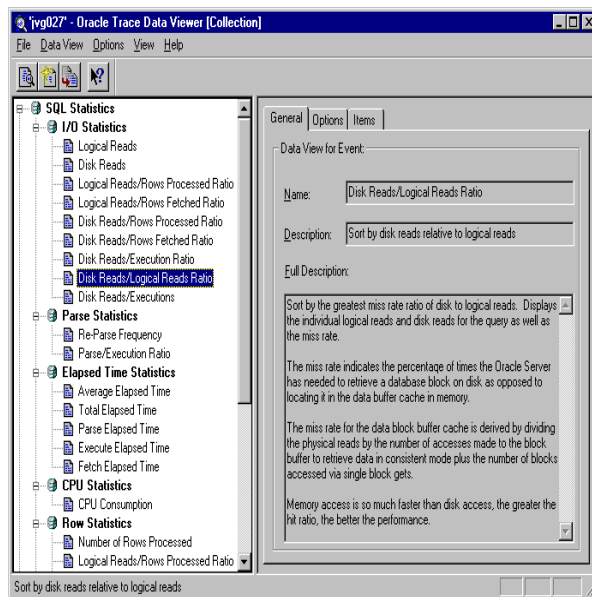 'jvg027' - Oracle Trace Data Viewer [Collection]
File Data View Options View Help
SQL Statistics
I/O Statistics
Logical Reads
Disk Reads
Logical Reads/Rows Processed Ratio
Logical Reads/Rows Fetched Ratio
Disk Reads/Rows Processed Ratio
Disk Reads/Rows Fetched Ratio
Disk Reads/Execution Ratio
Disk Reads/Logical Reads Ratio
Disk Reads/Executions
Parse Statistics
Re-Parse Frequency
Parse/Execution Ratio
Elapsed Time Statistics
Average Elapsed Time
Total Elapsed Time
Parse Elapsed Time
Execute Elapsed Time
Fetch Elapsed Time
CPU Statistics
CPU Consumption
Row Statistics
Number of Rows Processed
Logical Reads/Rows Processed Ratio
General Options Items
Data View for Event:
Name: Disk Reads/Logical Reads Ratio
Description: Sort by disk reads relative to logical reads
Full Description:
Sort by the greatest miss rate ratio of disk to logical reads. Displays
the individual logical reads and disk reads for the query as well as
the miss rate.
The miss rate indicates the percentage of times the Oracle Server
has needed to retrieve a database block on disk as opposed to
locating it in the data buffer cache in memory.
The miss rate for the data block buffer cache is derived by dividing
the physical reads by the number of accesses made to the block
buffer to retrieve data in consistent mode plus the number of blocks
accessed via single block gets.
Memory access is so much faster than disk access, the greater the
hit ratio, the better the performance.
Sort by disk reads relative to logical reads